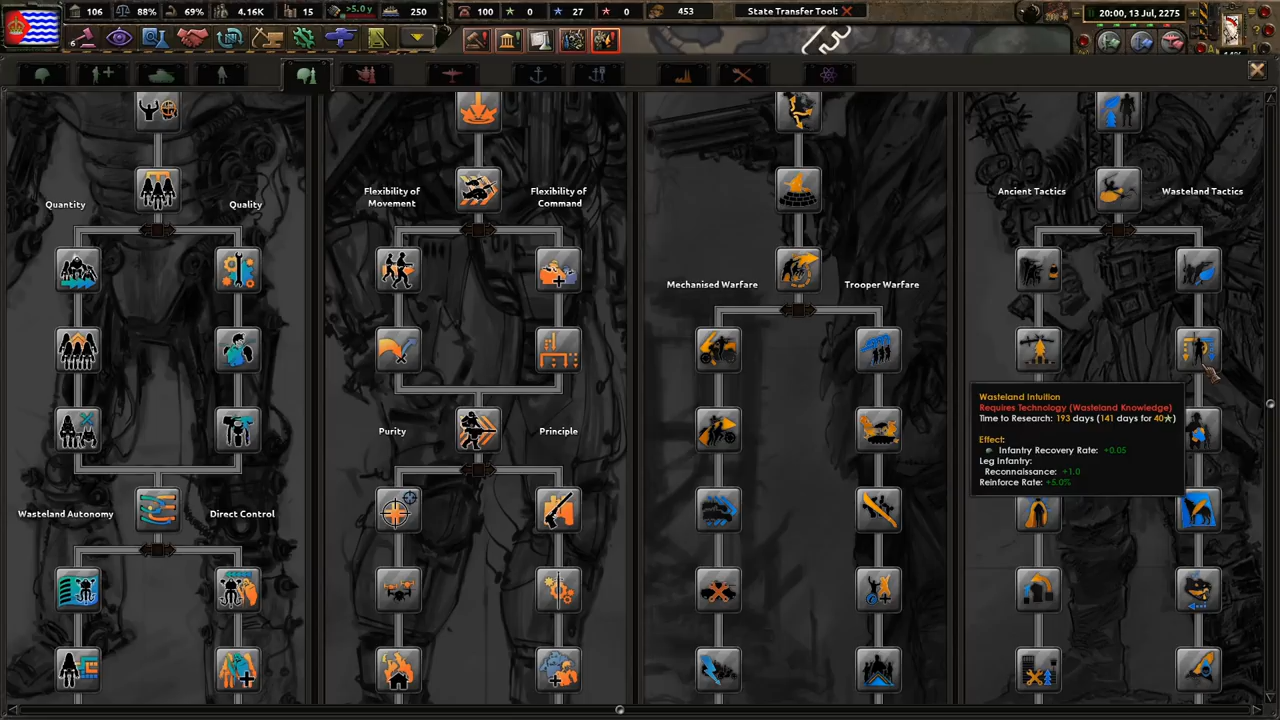 106
88%
69%
4.16K
15
>5.0 y
250
100
0
27
0
453
State Transfer Tool:
20:00, 13 Jul, 2275
6
Quantity
Quality
Flexibility of
Movement
Flexibility of
Command
Ancient Tactics
Wasteland Tactics
Mechanised Warfare
Trooper Warfare
Wasteland Intuition
Requires Technology (Wasteland Knowledge)
Time to Research: 193 days (141 days for 40★)
Effect:
Infantry Recovery Rate: +0.05
Leg Infantry:
Reconnaissance: +1.0
Reinforce Rate: +5.0%
Purity
Principle
Wasteland Autonomy
Direct Control